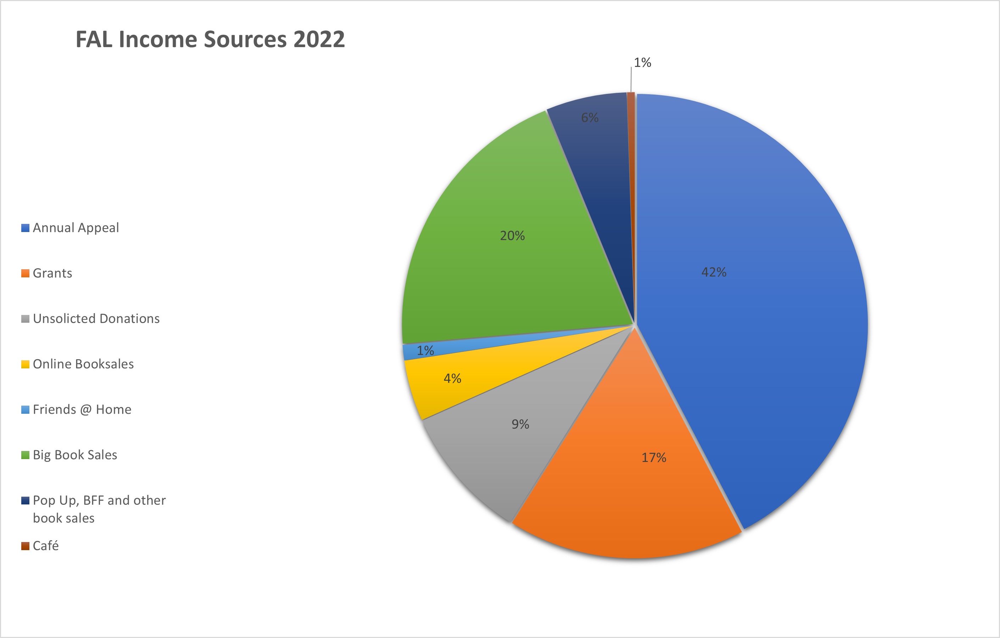 FAL Income Sources 2022
1%
6%
20%
42%
1%
4%
9%
17%
Annual Appeal
Grants
Unsolicted Donations
Online Booksales
Friends @ Home
Big Book Sales
Pop Up, BFF and other
book sales
Café